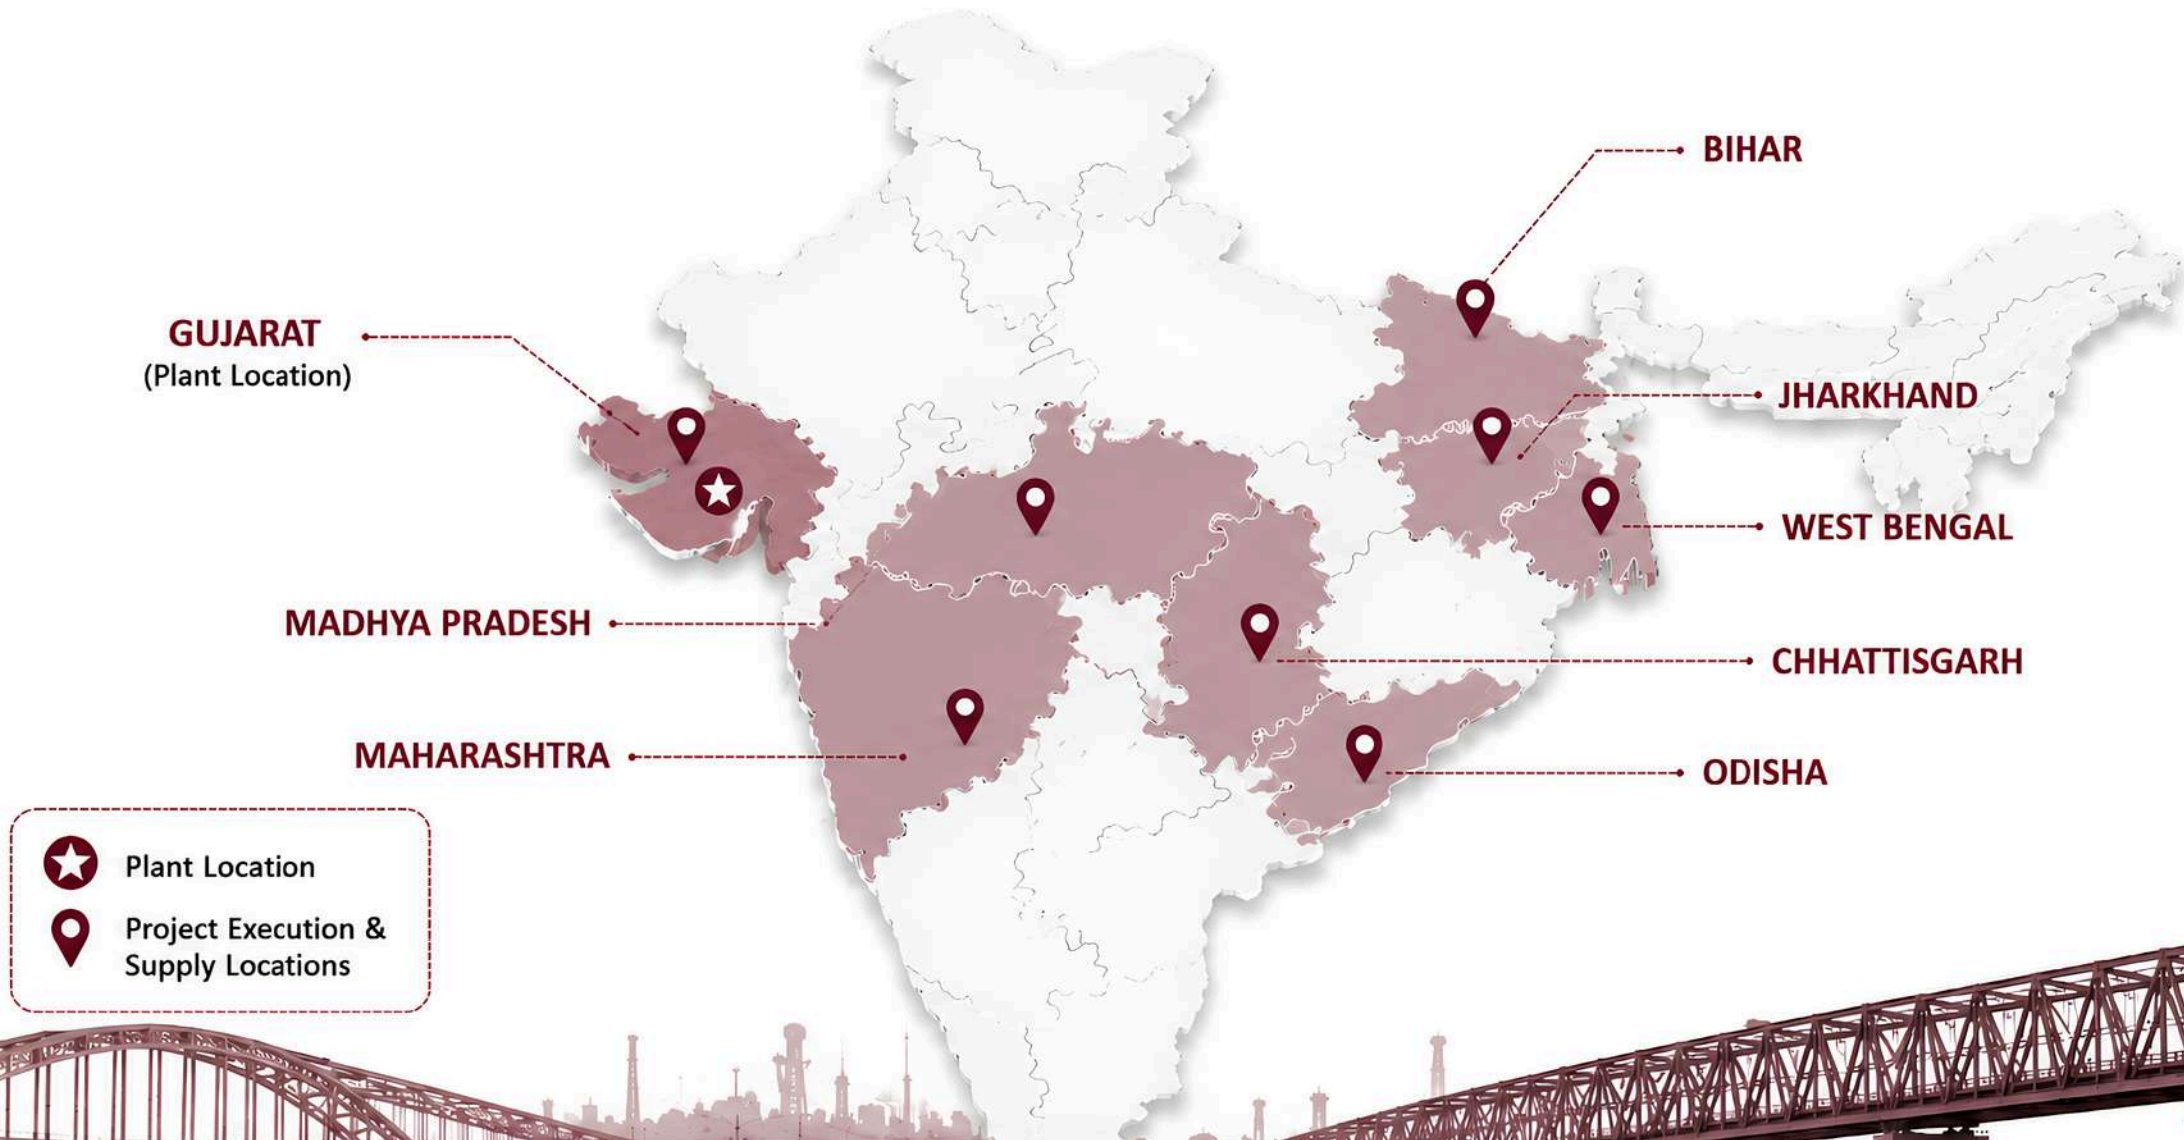 BIHAR
GUJARAT
(Plant Location)
JHARKHAND
WEST BENGAL
MADHYA PRADESH
CHHATTISGARH
MAHARASHTRA
ODISHA
Plant Location
Project Execution &
Supply Locations